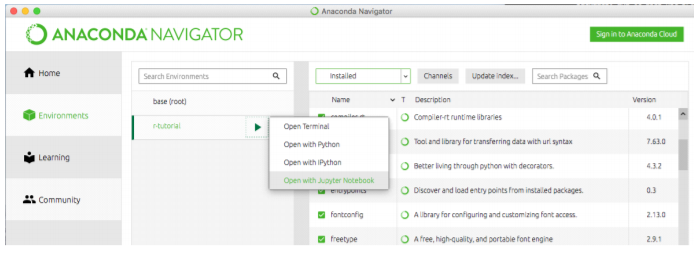 Anaconda Navigator
ANACONDA NAVIGATOR
Sign in to Anaconda Cloud
Home
Environments
Learning
Community
Search Environments
base (root)
r-tutorial
Open Terminal
Open with Python
Open with IPython
Open with Jupyter Notebook
Installed
Channels
Update index...
Search Packages
Name T Description Version
compiler-rt Compiler-rt runtime libraries 4.0.1
Tool and library for transferring data with url syntax 7.63.0
Better living through python with decorators. 4.3.2
entrypoints Discover and load entry points from installed packages. 0.3
fontconfig A library for configuring and customizing font access. 2.13.0
freetype A free, high-quality, and portable font engine 2.9.1